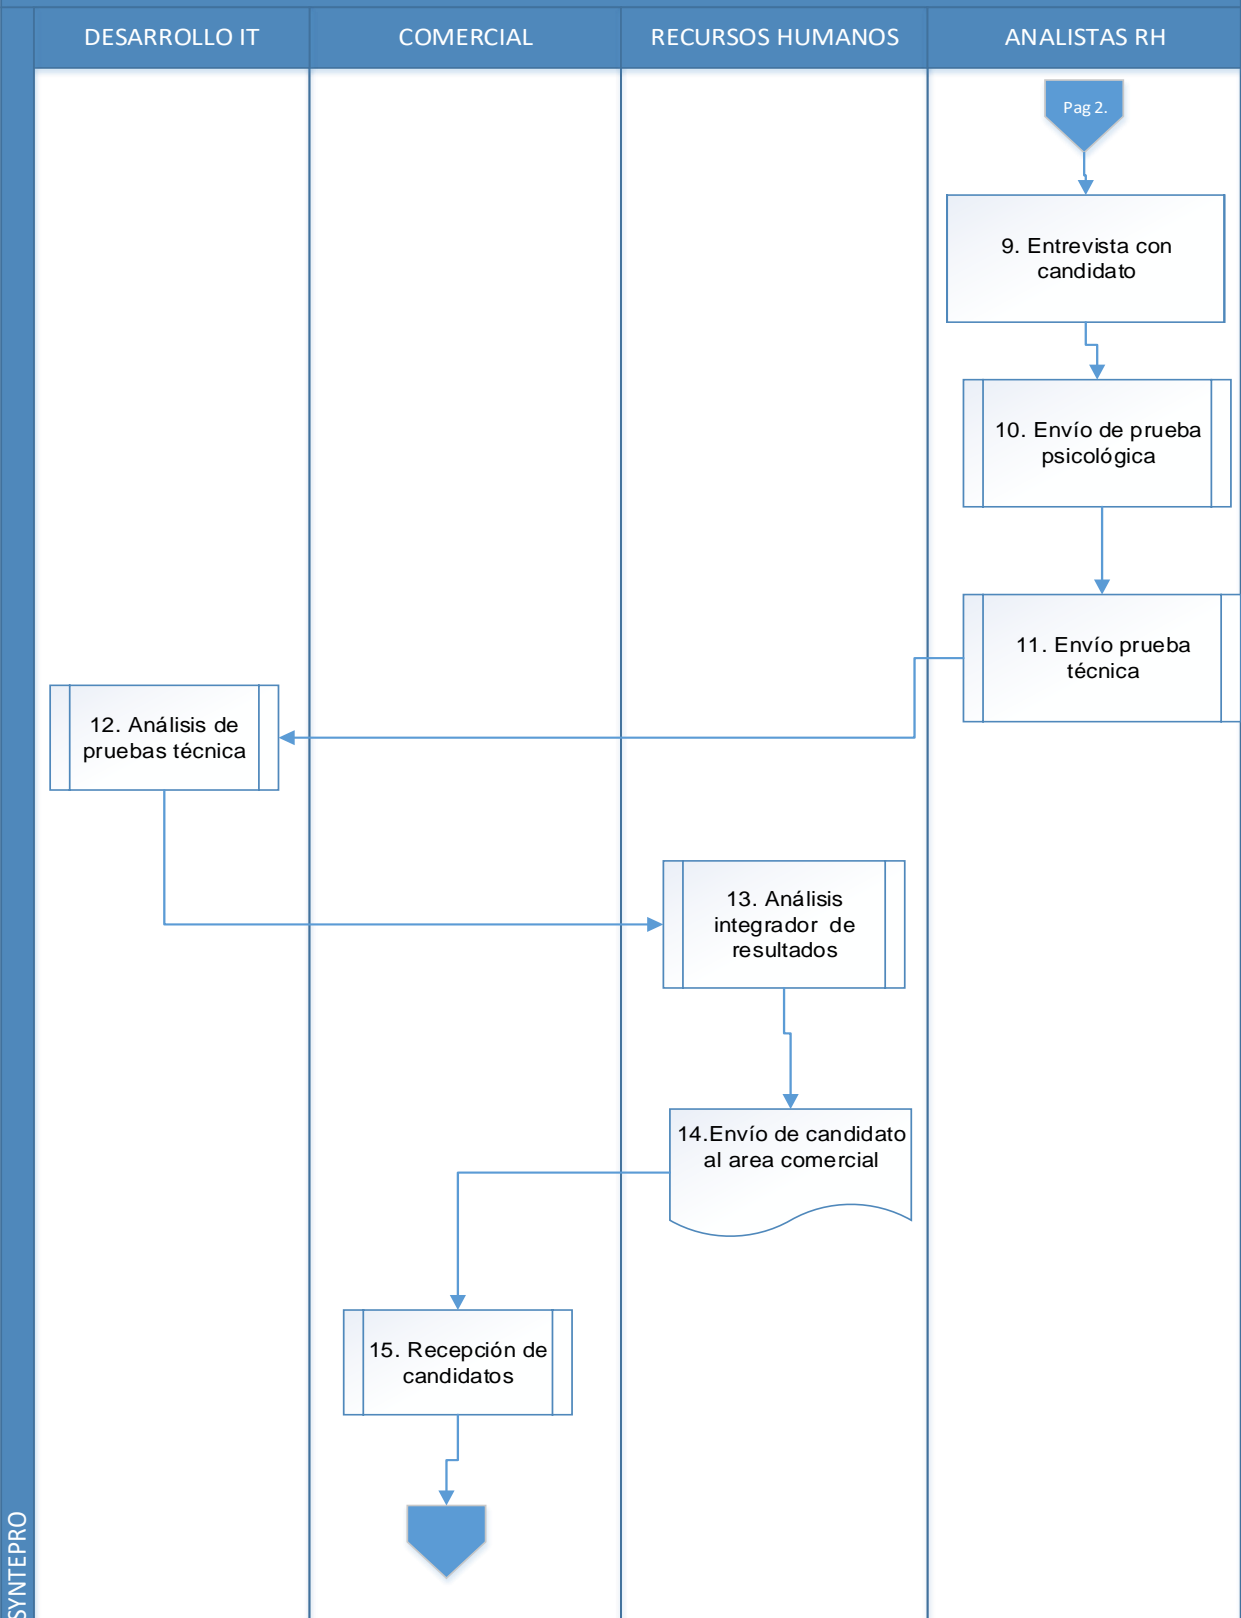 DESARROLLO IT
COMERCIAL
RECURSOS HUMANOS
ANALISTAS RH
Pag 2.
9. Entrevista con
candidato
10. Envío de prueba
psicológica
11. Envío prueba
técnica
12. Análisis de
pruebas técnica
13. Análisis
integrador de
resultados
14.Envío de candidato
al area comercial
15. Recepción de
candidatos
SYNTEPRO